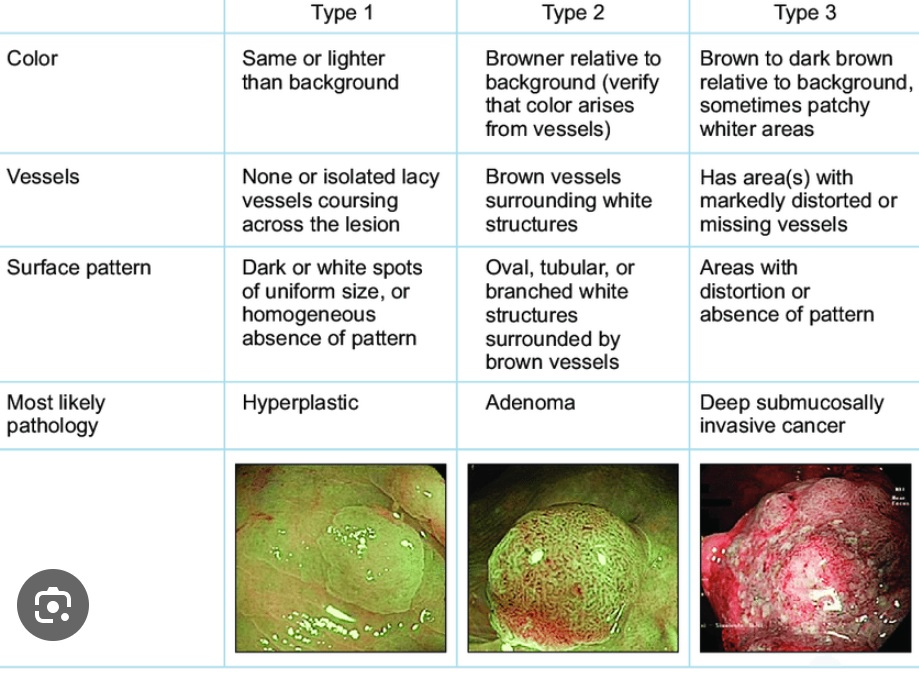 Type 1
Type 2
Type 3
Color
Same or lighter
than background
Browner relative to
background (verify
that color arises
from vessels)
Brown to dark brown
relative to background,
sometimes patchy
whiter areas
Vessels
None or isolated lacy
vessels coursing
across the lesion
Brown vessels
surrounding white
structures
Has area(s) with
markedly distorted or
missing vessels
Surface pattern
Dark or white spots
of uniform size, or
homogeneous
absence of pattern
Oval, tubular, or
branched white
structures
surrounded by
brown vessels
Areas with
distortion or
absence of pattern
Most likely
pathology
Hyperplastic
Adenoma
Deep submucosally
invasive cancer
NBI
Near
Focus